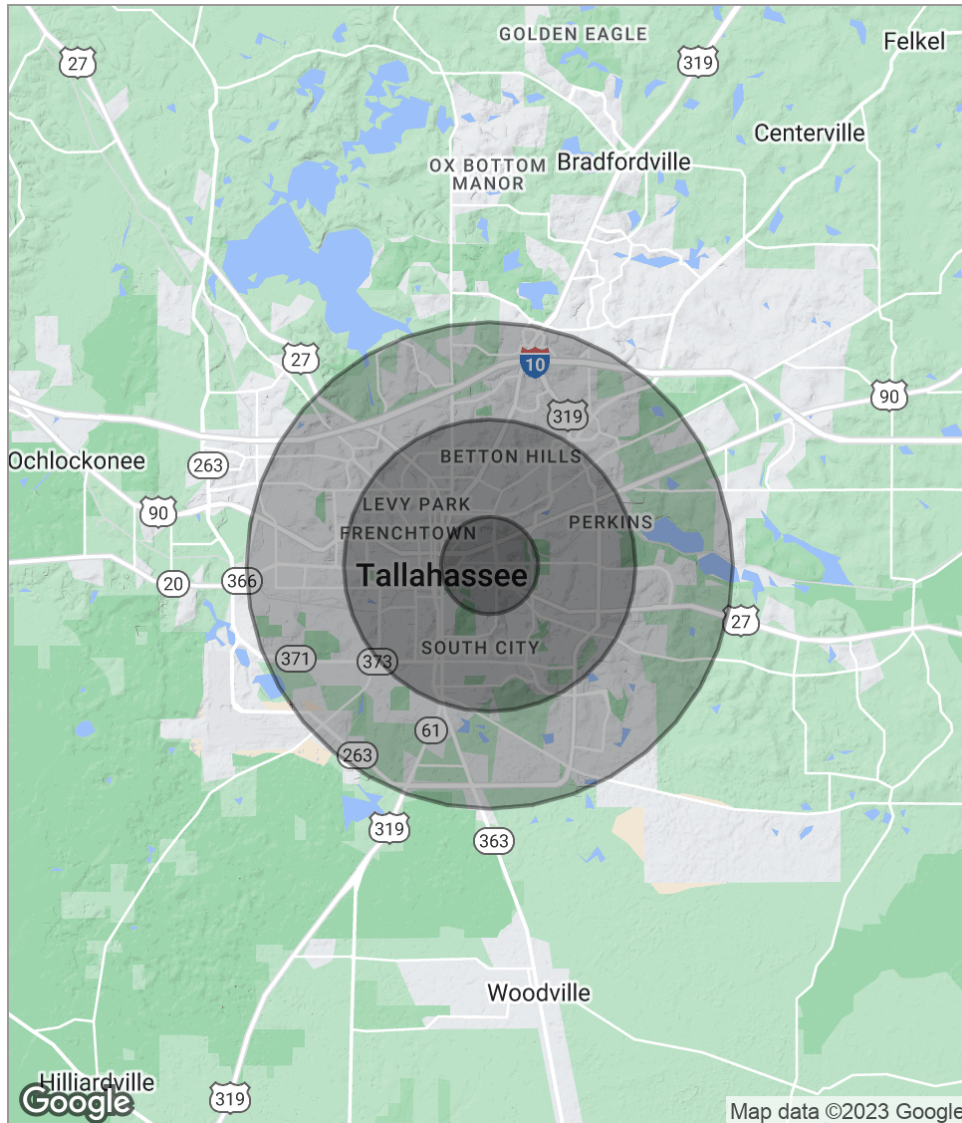 GOLDEN EAGLE
Felkel
27
319
Centerville
OX BOTTOM
MANOR
Bradfordville
27
10
90
319
Ochlockonee
263
BETTON HILLS
90
LEVY PARK
PERKINS
FRENCHTOWN
Tallahassee
20
366
27
SOUTH CITY
371
373
61
263
319
363
Woodville
Hilliardville
319
Google
Map data ©2023 Google